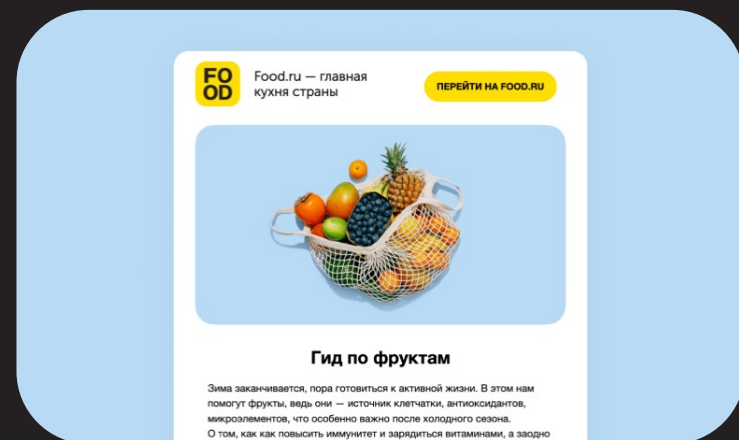 FO
OD
Food.ru — главная
кухня страны
ПЕРЕЙТИ НА FOOD.RU
Гид по фруктам
Зима заканчивается, пора готовиться к активной жизни. В этом нам
помогут фрукты, ведь они — источник клетчатки, антиоксидантов,
микроэлементов, что особенно важно после холодного сезона.
О том, как как повысить иммунитет и зарядиться витаминами, а заодно